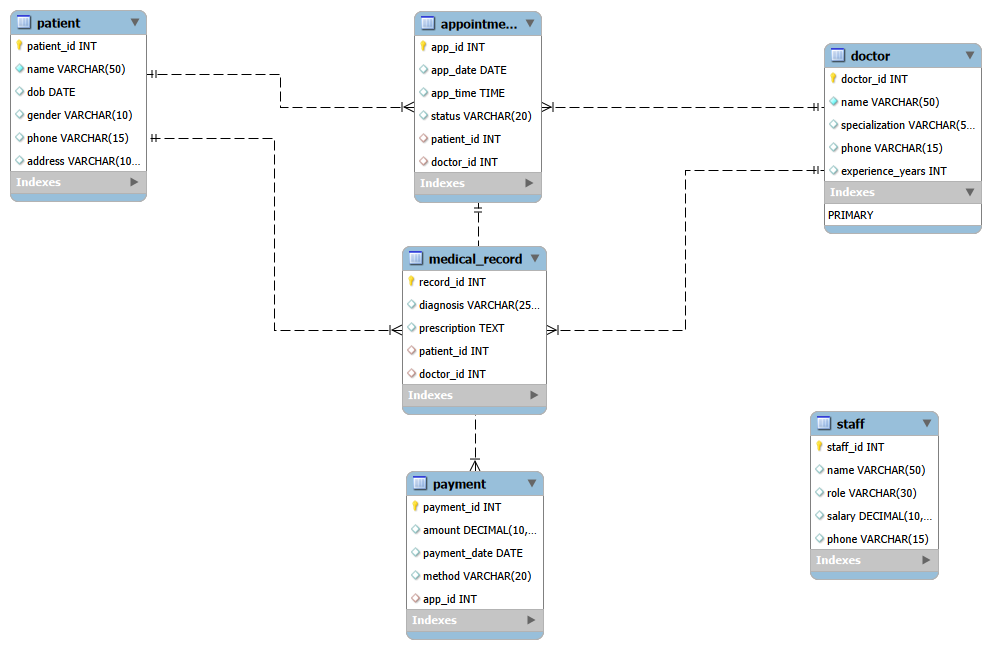 patient
patient_id INT
name VARCHAR(50)
dob DATE
gender VARCHAR(10)
phone VARCHAR(15)
address VARCHAR(10...
Indexes
appointme...
app_id INT
app_date DATE
app_time TIME
status VARCHAR(20)
patient_id INT
doctor_id INT
Indexes
doctor
doctor_id INT
name VARCHAR(50)
specialization VARCHAR(5...
phone VARCHAR(15)
experience_years INT
Indexes
PRIMARY
medical_record
record_id INT
diagnosis VARCHAR(25...
prescription TEXT
patient_id INT
doctor_id INT
Indexes
staff
staff_id INT
name VARCHAR(50)
role VARCHAR(30)
salary DECIMAL(10,...
phone VARCHAR(15)
Indexes
payment
payment_id INT
amount DECIMAL(10,...
payment_date DATE
method VARCHAR(20)
app_id INT
Indexes